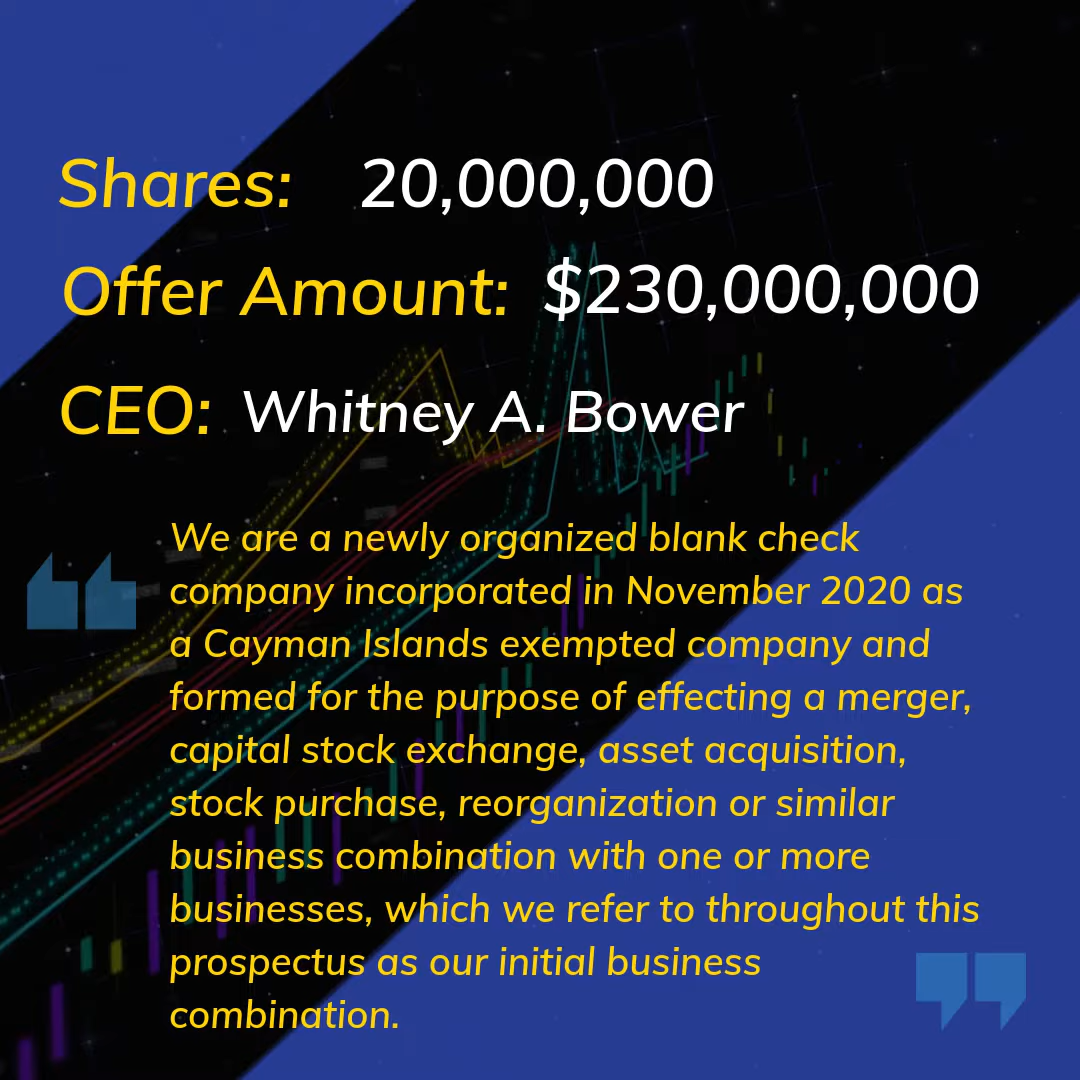 Shares: 20,000,000
Offer Amount: $230,000,000
CEO: Whitney A. Bower
We are a newly organized blank check
company incorporated in November 2020 as
a Cayman Islands exempted company and
formed for the purpose of effecting a merger,
capital stock exchange, asset acquisition,
stock purchase, reorganization or similar
business combination with one or more
businesses, which we refer to throughout this
prospectus as our initial business
combination.